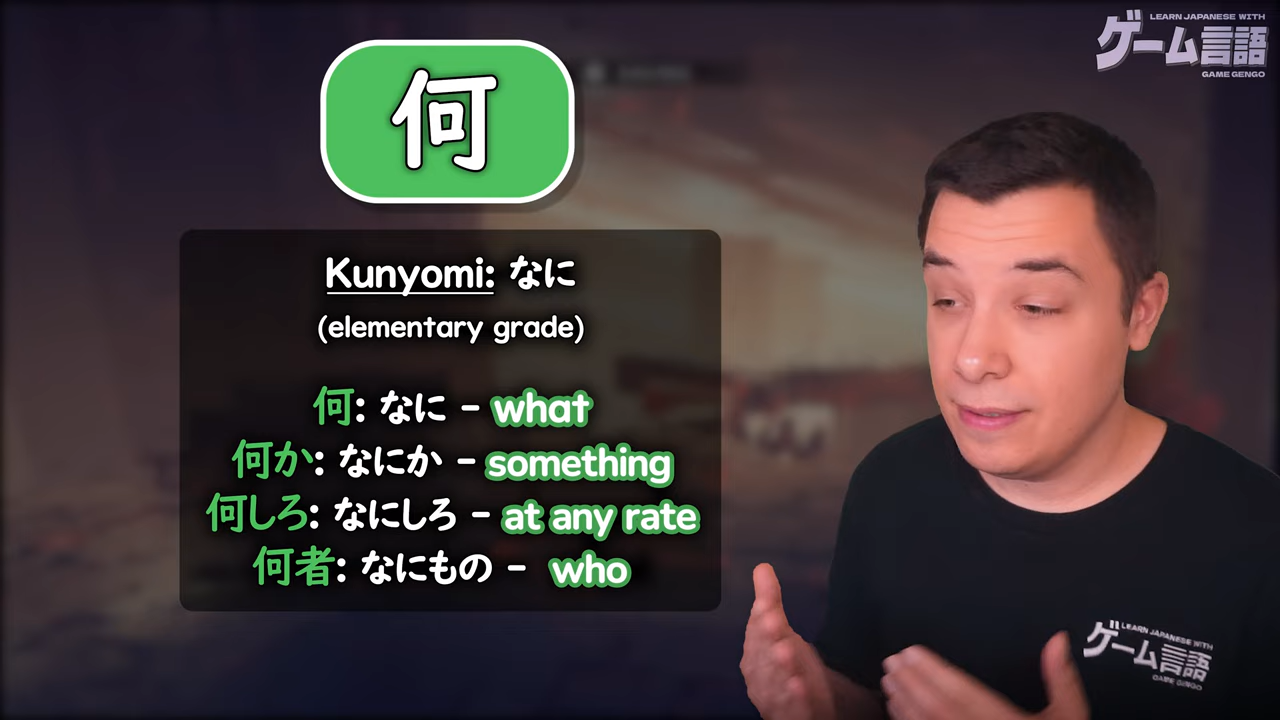 LEARN JAPANESE WITH
ゲーム言語
GAME GENGO
何
Kunyomi: なに
(elementary grade)
何: なに - what
何か: なにか - something
何しろ: なにしろ - at any rate
何者: なにもの - who
LEARN JAPANESE WITH
ゲーム言語
GAME GENGO